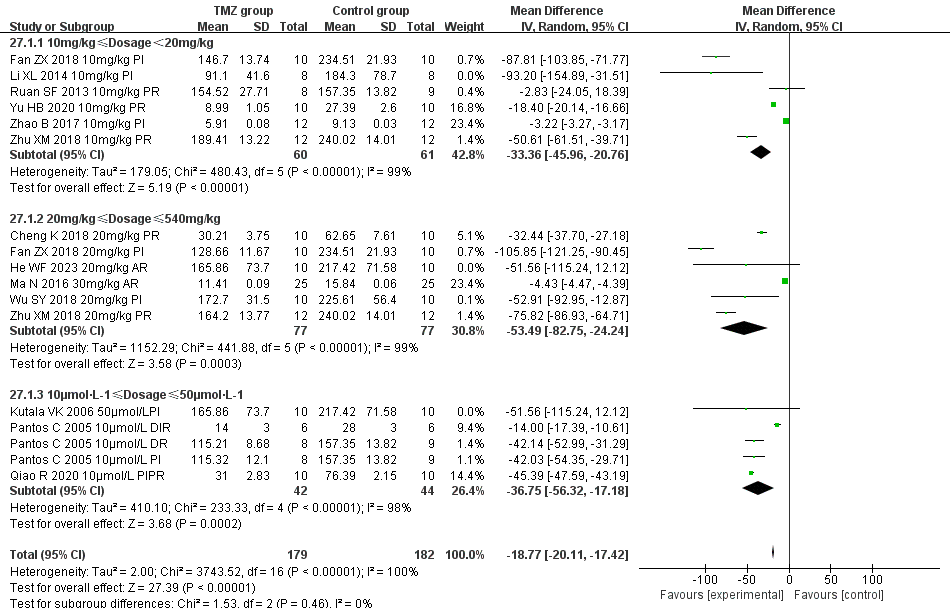 TMZ group Control group Mean Difference Mean Difference
Study or Subgroup Mean SD Total Mean SD Total Weight IV, Random, 95% CI IV, Random, 95% CI
27.1.1 10mg/kg≤Dosage＜20mg/kg
Fan ZX 2018 10mg/kg PI 146.7 13.74 10 234.51 21.93 10 0.7% -87.81 [-103.85, -71.77]
Li XL 2014 10mg/kg PI 91.1 41.6 8 184.3 78.7 8 0.0% -93.20 [-154.89, -31.51]
Ruan SF 2013 10mg/kg PR 154.52 27.71 8 157.35 13.82 9 0.4% -2.83 [-24.05, 18.39]
Yu HB 2020 10mg/kg PR 8.99 1.05 10 27.39 2.6 10 16.8% -18.40 [-20.14, -16.66]
Zhao B 2017 10mg/kg PI 5.91 0.08 12 9.13 0.03 12 23.4% -3.22 [-3.27, -3.17]
Zhu XM 2018 10mg/kg PR 189.41 13.22 12 240.02 14.01 12 1.4% -50.61 [-61.51, -39.71]
Subtotal (95% CI) 60 61 42.8% -33.36 [-45.96, -20.76]
Heterogeneity: Tau² = 179.05; Chi² = 480.43, df = 5 (P < 0.00001); I² = 99%
Test for overall effect: Z = 5.19 (P < 0.00001)
27.1.2 20mg/kg≤Dosage≤540mg/kg
Cheng K 2018 20mg/kg PR 30.21 3.75 10 62.65 7.61 10 5.1% -32.44 [-37.70, -27.18]
Fan ZX 2018 20mg/kg PI 128.66 11.67 10 234.51 21.93 10 0.7% -105.85 [-121.25, -90.45]
He WF 2023 20mg/kg AR 165.86 73.7 10 217.42 71.58 10 0.0% -51.56 [-115.24, 12.12]
Ma N 2016 30mg/kg AR 11.41 0.09 25 15.84 0.06 25 23.4% -4.43 [-4.47, -4.39]
Wu SY 2018 20mg/kg PI 172.7 31.5 10 225.61 56.4 10 0.1% -52.91 [-92.95, -12.87]
Zhu XM 2018 20mg/kg PR 164.2 13.77 12 240.02 14.01 12 1.4% -75.82 [-86.93, -64.71]
Subtotal (95% CI) 77 77 30.8% -53.49 [-82.75, -24.24]
Heterogeneity: Tau² = 1152.29; Chi² = 441.88, df = 5 (P < 0.00001); I² = 99%
Test for overall effect: Z = 3.58 (P = 0.0003)
27.1.3 10μmol·L-1≤Dosage≤50μmol·L-1
Kutala VK 2006 50μmol/LPI 165.86 73.7 10 217.42 71.58 10 0.0% -51.56 [-115.24, 12.12]
Pantos C 2005 10μmol/L DIR 14 3 6 28 3 6 9.4% -14.00 [-17.39, -10.61]
Pantos C 2005 10μmol/L DR 115.21 8.68 8 157.35 13.82 9 1.4% -42.14 [-52.99, -31.29]
Pantos C 2005 10μmol/L PI 115.32 12.1 8 157.35 13.82 9 1.1% -42.03 [-54.35, -29.71]
Qiao R 2020 10μmol/L PIPR 31 2.83 10 76.39 2.15 10 14.4% -45.39 [-47.59, -43.19]
Subtotal (95% CI) 42 44 26.4% -36.75 [-56.32, -17.18]
Heterogeneity: Tau² = 410.10; Chi² = 233.33, df = 4 (P < 0.00001); I² = 98%
Test for overall effect: Z = 3.68 (P = 0.0002)
Total (95% CI) 179 182 100.0% -18.77 [-20.11, -17.42]
Heterogeneity: Tau² = 2.00; Chi² = 3743.52, df = 16 (P < 0.00001); I² = 100%
Test for overall effect: Z = 27.39 (P < 0.00001)
Test for subgroup differences: Chi² = 1.53, df = 2 (P = 0.46), I² = 0%
-100 -50 0 50 100
Favours [experimental] Favours [control]